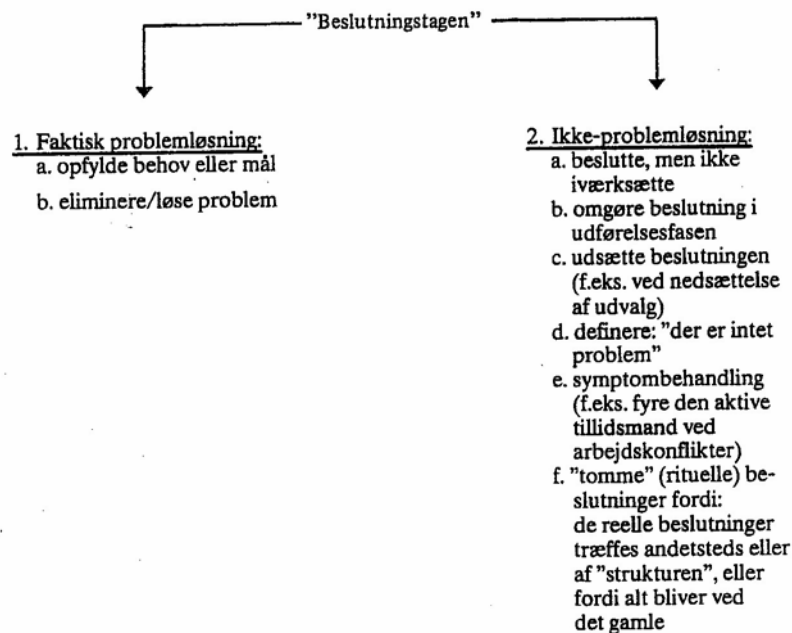 "Beslutningstagen"
1. Faktisk problemløsning:
a. opfylde behov eller mål
b. eliminere/løse problem
2. Ikke-problemløsning:
a. beslutte, men ikke
iværksætte
b. omgøre beslutning i
udførelsesfasen
c. udsætte beslutningen
(f.eks. ved nedsættelse
af udvalg)
d. definere: "der er intet
problem"
e. symptombehandling
(f.eks. fyre den aktive
tillidsmand ved
arbejdskonflikter)
f. "tomme" (rituelle) be-
slutninger fordi:
de reelle beslutninger
træffes andetsteds eller
af "strukturen", eller
fordi alt bliver ved
det gamle